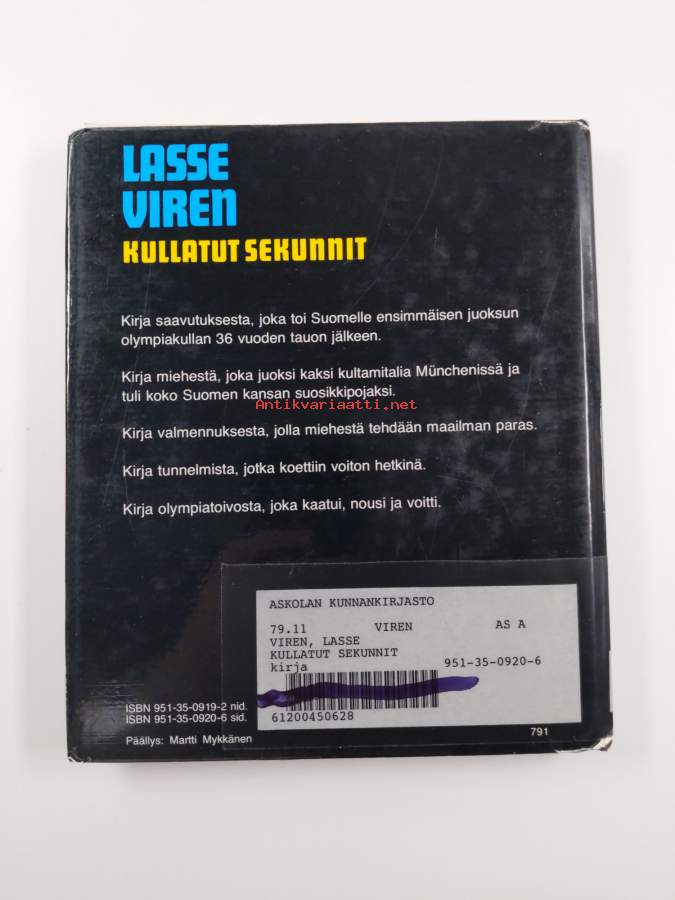 LASSE
VIREN
KULLATUT SEKUNNIT
Kirja saavutuksesta, joka toi Suomelle ensimmäisen juoksun
olympiakullan 36 vuoden tauon jälkeen.
Kirja miehestä, joka juoksi kaksi kultamitalia Münchenissä ja
tuli koko Suomen kansan suosikkipojaksi.
Antikvariaatti.net
Kirja valmennuksesta, jolla miehestä tehdään maailman paras.
Kirja tunnelmista, jotka koettiin voiton hetkinä.
Kirja olympiatoivosta, joka kaatui, nousi ja voitti.
ASKOLAN KUNNANKIRJASTO
79.11 VIREN AS A
VIREN, LASSE
KULLATUT SEKUNNIT
kirja 951-35-0920-6
61200450628
ISBN 951-35-0919-2 nid.
ISBN 951-35-0920-6 sid.
Päällys: Martti Mykkänen
791